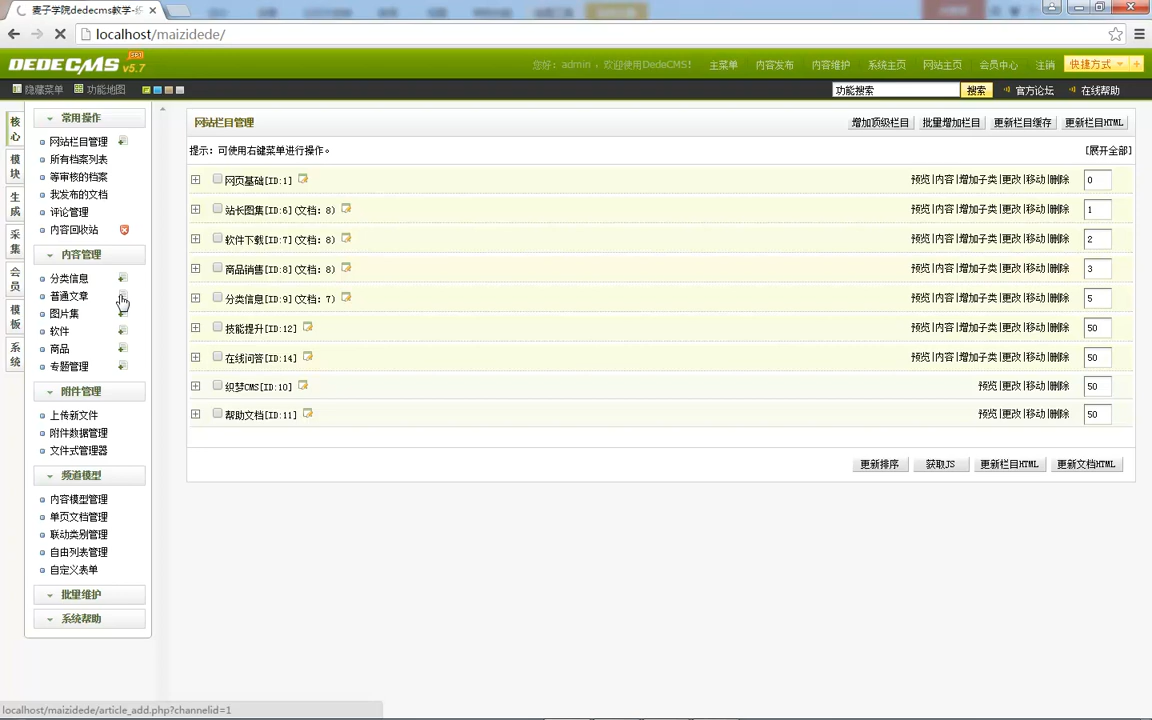 麦子学院dedecms教学-织
localhost/maizidede/
DEDECMS v5.7 SP1
您好：admin ，欢迎使用DedeCMS！ 主菜单 内容发布 内容维护 系统主页 网站主页 会员中心 注销 快捷方式
隐藏菜单 功能地图 功能搜索 搜索 官方论坛 在线帮助
核心
模块
生成
采集
会员
模板
系统
常用操作
网站栏目管理
所有档案列表
等审核的档案
我发布的文档
评论管理
内容回收站
内容管理
分类信息
普通文章
图片集
软件
商品
专题管理
附件管理
上传新文件
附件数据管理
文件式管理器
频道模型
内容模型管理
单页文档管理
联动类别管理
自由列表管理
自定义表单
批量维护
系统帮助
网站栏目管理 增加顶级栏目 批量增加栏目 更新栏目缓存 更新栏目HTML
提示：可使用右键菜单进行操作。 [展开全部]
网页基础[ID:1] 预览|内容|增加子类|更改|移动|删除 0
站长图集[ID:6](文档：8) 预览|内容|增加子类|更改|移动|删除 1
软件下载[ID:7](文档：8) 预览|内容|增加子类|更改|移动|删除 2
商品销售[ID:8](文档：8) 预览|内容|增加子类|更改|移动|删除 3
分类信息[ID:9](文档：7) 预览|内容|增加子类|更改|移动|删除 5
技能提升[ID:12] 预览|内容|增加子类|更改|移动|删除 50
在线问答[ID:14] 预览|内容|增加子类|更改|移动|删除 50
织梦CMS[ID:10] 预览|更改|移动|删除 50
帮助文档[ID:11] 预览|更改|移动|删除 50
更新排序 获取JS 更新栏目HTML 更新文档HTML
localhost/maizidede/article_add.php?channelid=1